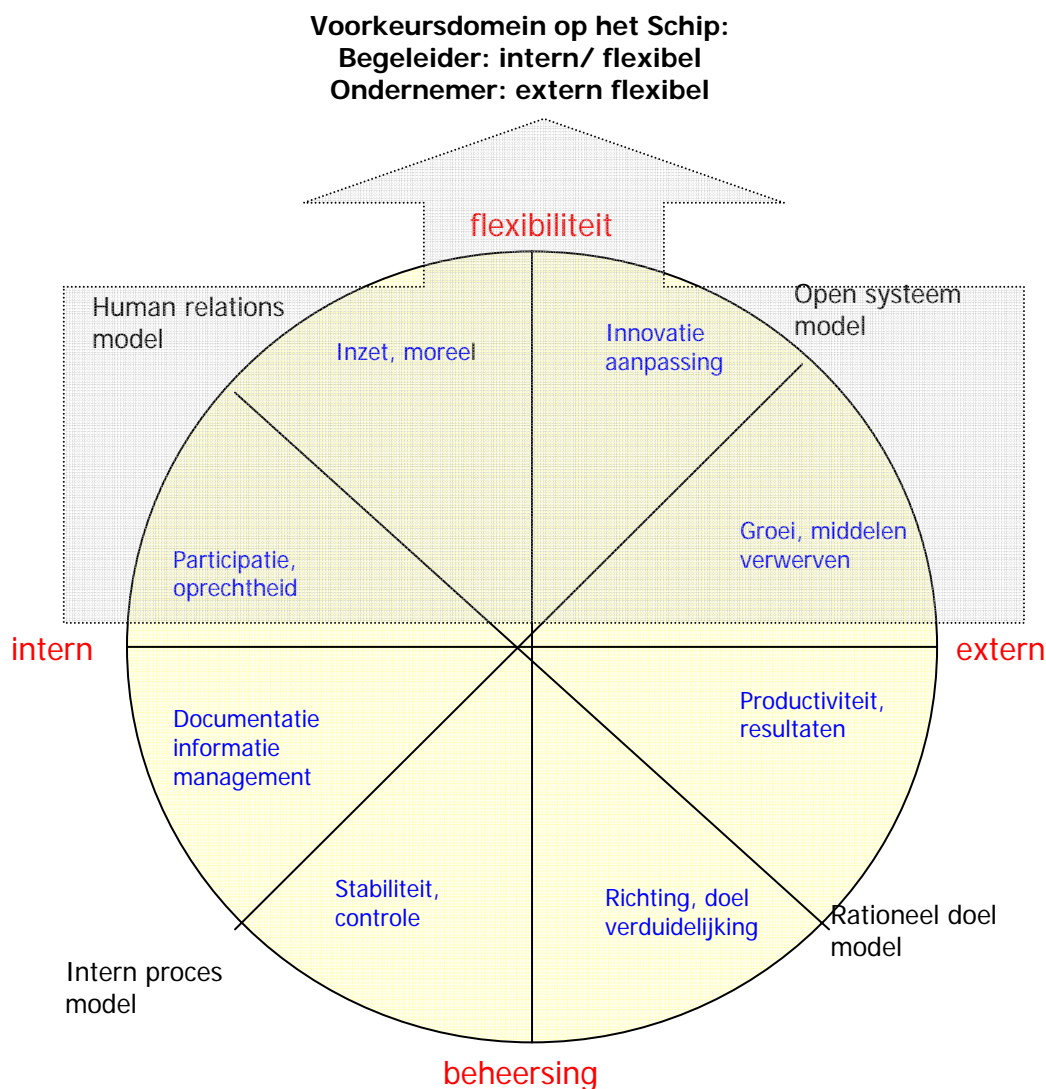 Voorkeursdomein op het Schip:
Begeleider: intern/ flexibel
Ondernemer: extern flexibel
flexibiliteit
Human relations
model
Open systeem
model
Inzet, moreel
Innovatie
aanpassing
Participatie,
oprechtheid
Groei, middelen
verwerven
intern
extern
Documentatie
informatie
management
Productiviteit,
resultaten
Stabiliteit,
controle
Richting, doel
verduidelijking
Intern proces
model
Rationeel doel
model
beheersing